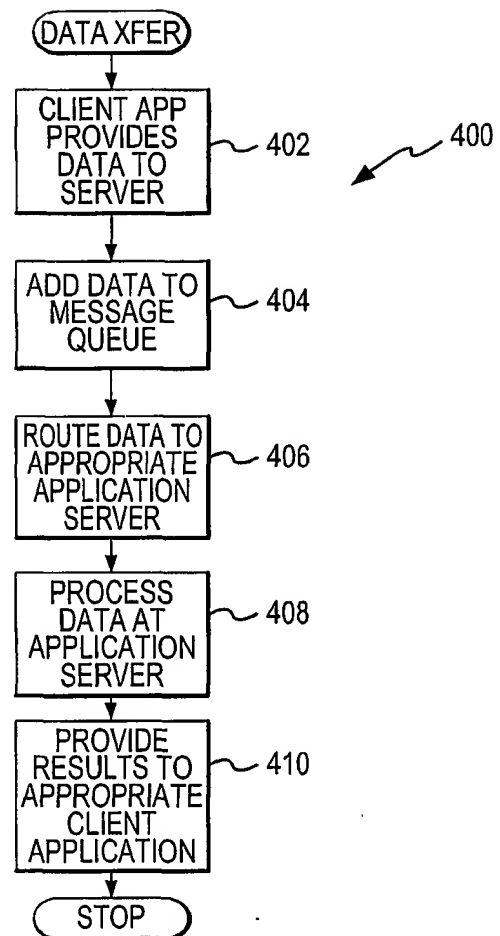 DATA XFER
CLIENT APP
PROVIDES
DATA TO
SERVER
402
400
ADD DATA TO
MESSAGE
QUEUE
404
ROUTE DATA TO
APPROPRIATE
APPLICATION
SERVER
406
PROCESS
DATA AT
APPLICATION
SERVER
408
PROVIDE
RESULTS TO
APPROPRIATE
CLIENT
APPLICATION
410
STOP